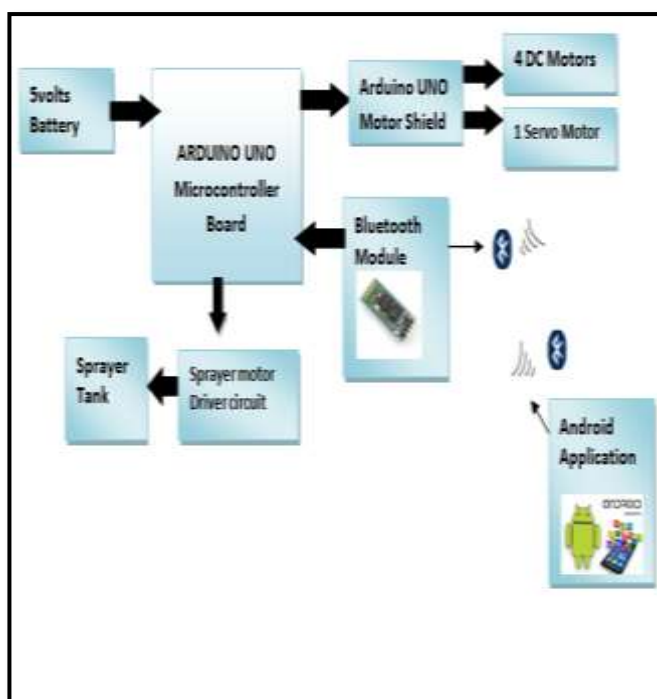 5volts
Battery
ARDUINO UNO
Microcontroller
Board
Arduino UNO
Motor Shield
4 DC Motors
1 Servo Motor
Bluetooth
Module
Sprayer
Tank
Sprayer motor
Driver circuit
Android
Application
ANDROID